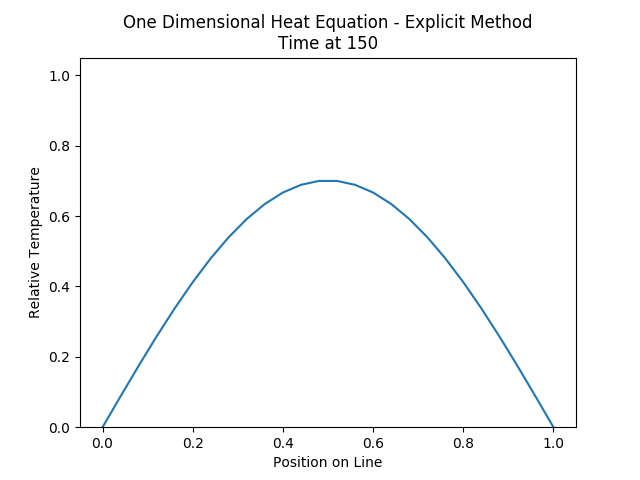 One Dimensional Heat Equation - Explicit Method
Time at 150
1.0
0.8
0.6
0.4
0.2
0.0
Relative Temperature
0.0 0.2 0.4 0.6 0.8 1.0
Position on Line